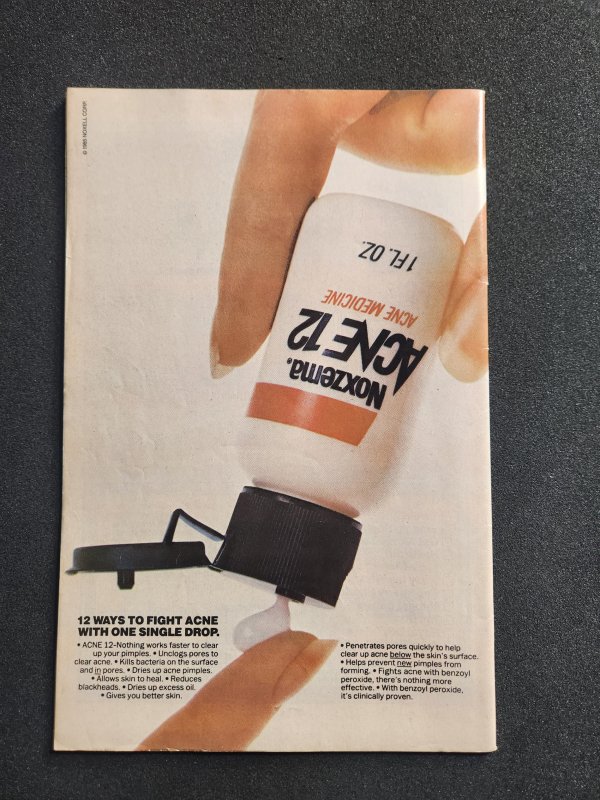 © 1985 NOXELL CORP.
1 FL. OZ.
ACNE MEDICINE
ACNE 12
Noxzema®
12 WAYS TO FIGHT ACNE
WITH ONE SINGLE DROP.
• ACNE 12-Nothing works faster to clear
up your pimples. • Unclogs pores to
clear acne. • Kills bacteria on the surface
and in pores. • Dries up acne pimples.
• Allows skin to heal. • Reduces
blackheads. • Dries up excess oil.
• Gives you better skin.
• Penetrates pores quickly to help
clear up acne below the skin's surface.
• Helps prevent new pimples from
forming. • Fights acne with benzoyl
peroxide, there's nothing more
effective. • With benzoyl peroxide,
it's clinically proven.